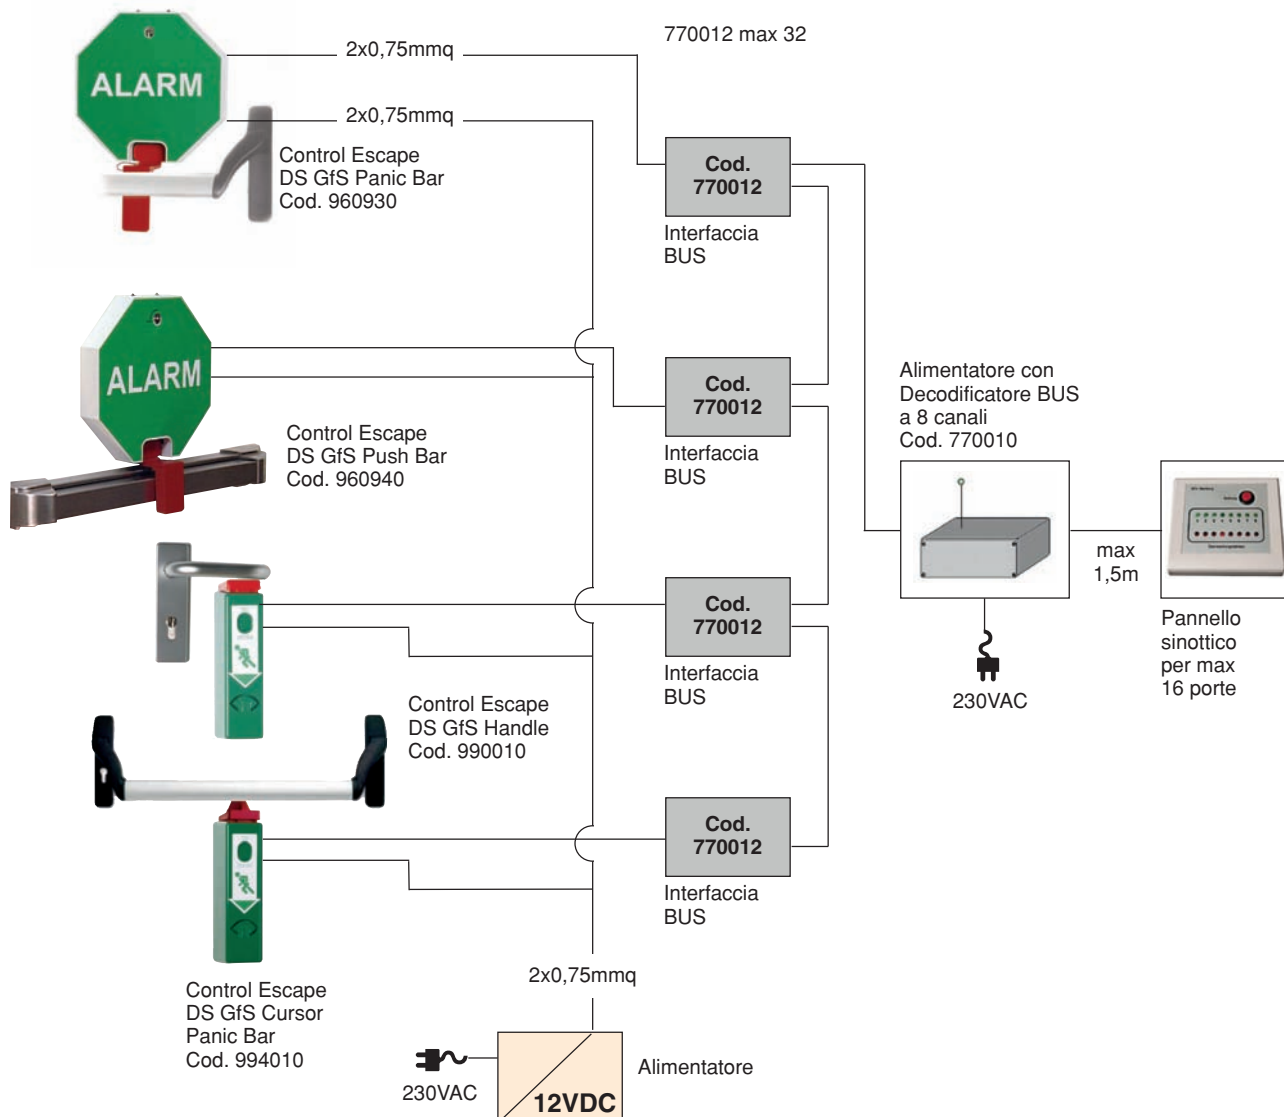 770012 max 32
2x0,75mmq
ALARM
2x0,75mmq
Control Escape
DS GfS Panic Bar
Cod. 960930
Cod.
770012
Interfaccia
BUS
ALARM
Control Escape
DS GfS Push Bar
Cod. 960940
Cod.
770012
Interfaccia
BUS
Alimentatore con
Decodificatore BUS
a 8 canali
Cod. 770010
max
1,5m
230VAC
Pannello
sinottico
per max
16 porte
Cod.
770012
Interfaccia
BUS
Control Escape
DS GfS Handle
Cod. 990010
Cod.
770012
Interfaccia
BUS
Control Escape
DS GfS Cursor
Panic Bar
Cod. 994010
2x0,75mmq
230VAC
12VDC
Alimentatore